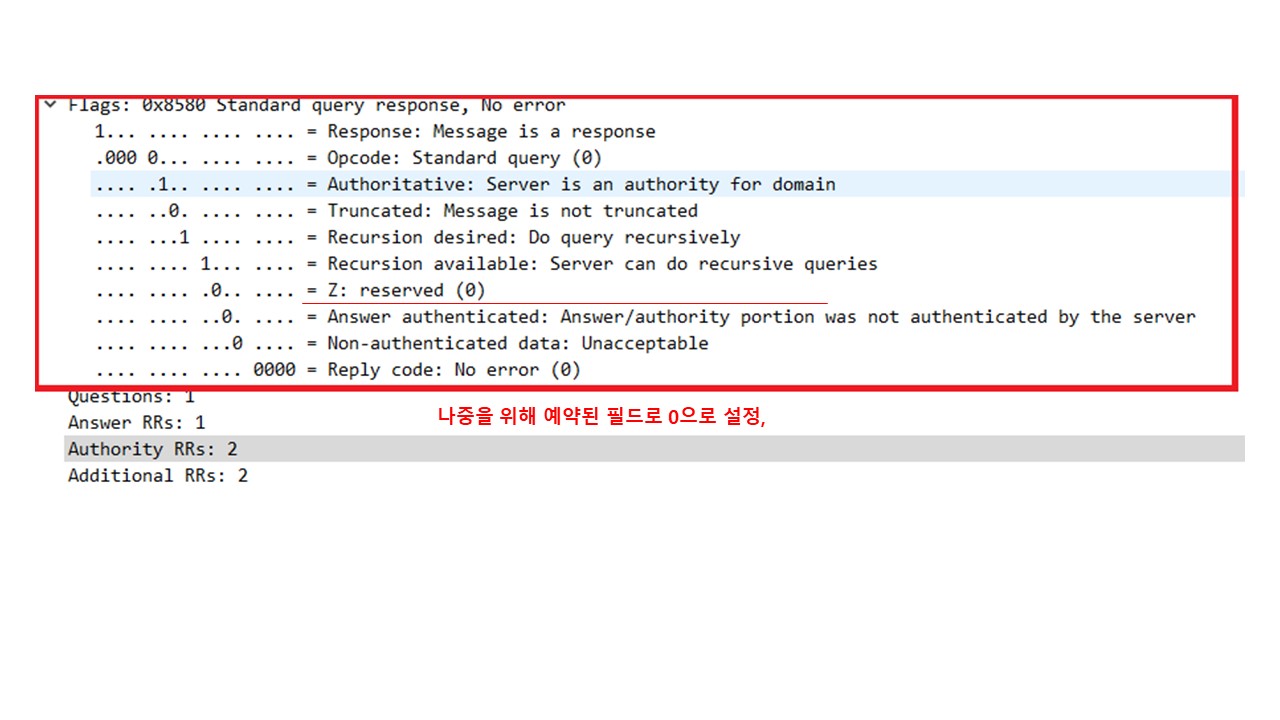 Flags: 0x8580 Standard query response, No error
1... .... .... .... = Response: Message is a response
.000 0... .... .... = Opcode: Standard query (0)
.... .1.. .... .... = Authoritative: Server is an authority for domain
.... ..0. .... .... = Truncated: Message is not truncated
.... ...1 .... .... = Recursion desired: Do query recursively
.... .... 1... .... = Recursion available: Server can do recursive queries
.... .... .0.. .... = Z: reserved (0)
.... .... ..0. .... = Answer authenticated: Answer/authority portion was not authenticated by the server
.... .... ...0 .... = Non-authenticated data: Unacceptable
.... .... .... 0000 = Reply code: No error (0)
Questions: 1
나중을 위해 예약된 필드로 0으로 설정,
Answer RRs: 1
Authority RRs: 2
Additional RRs: 2